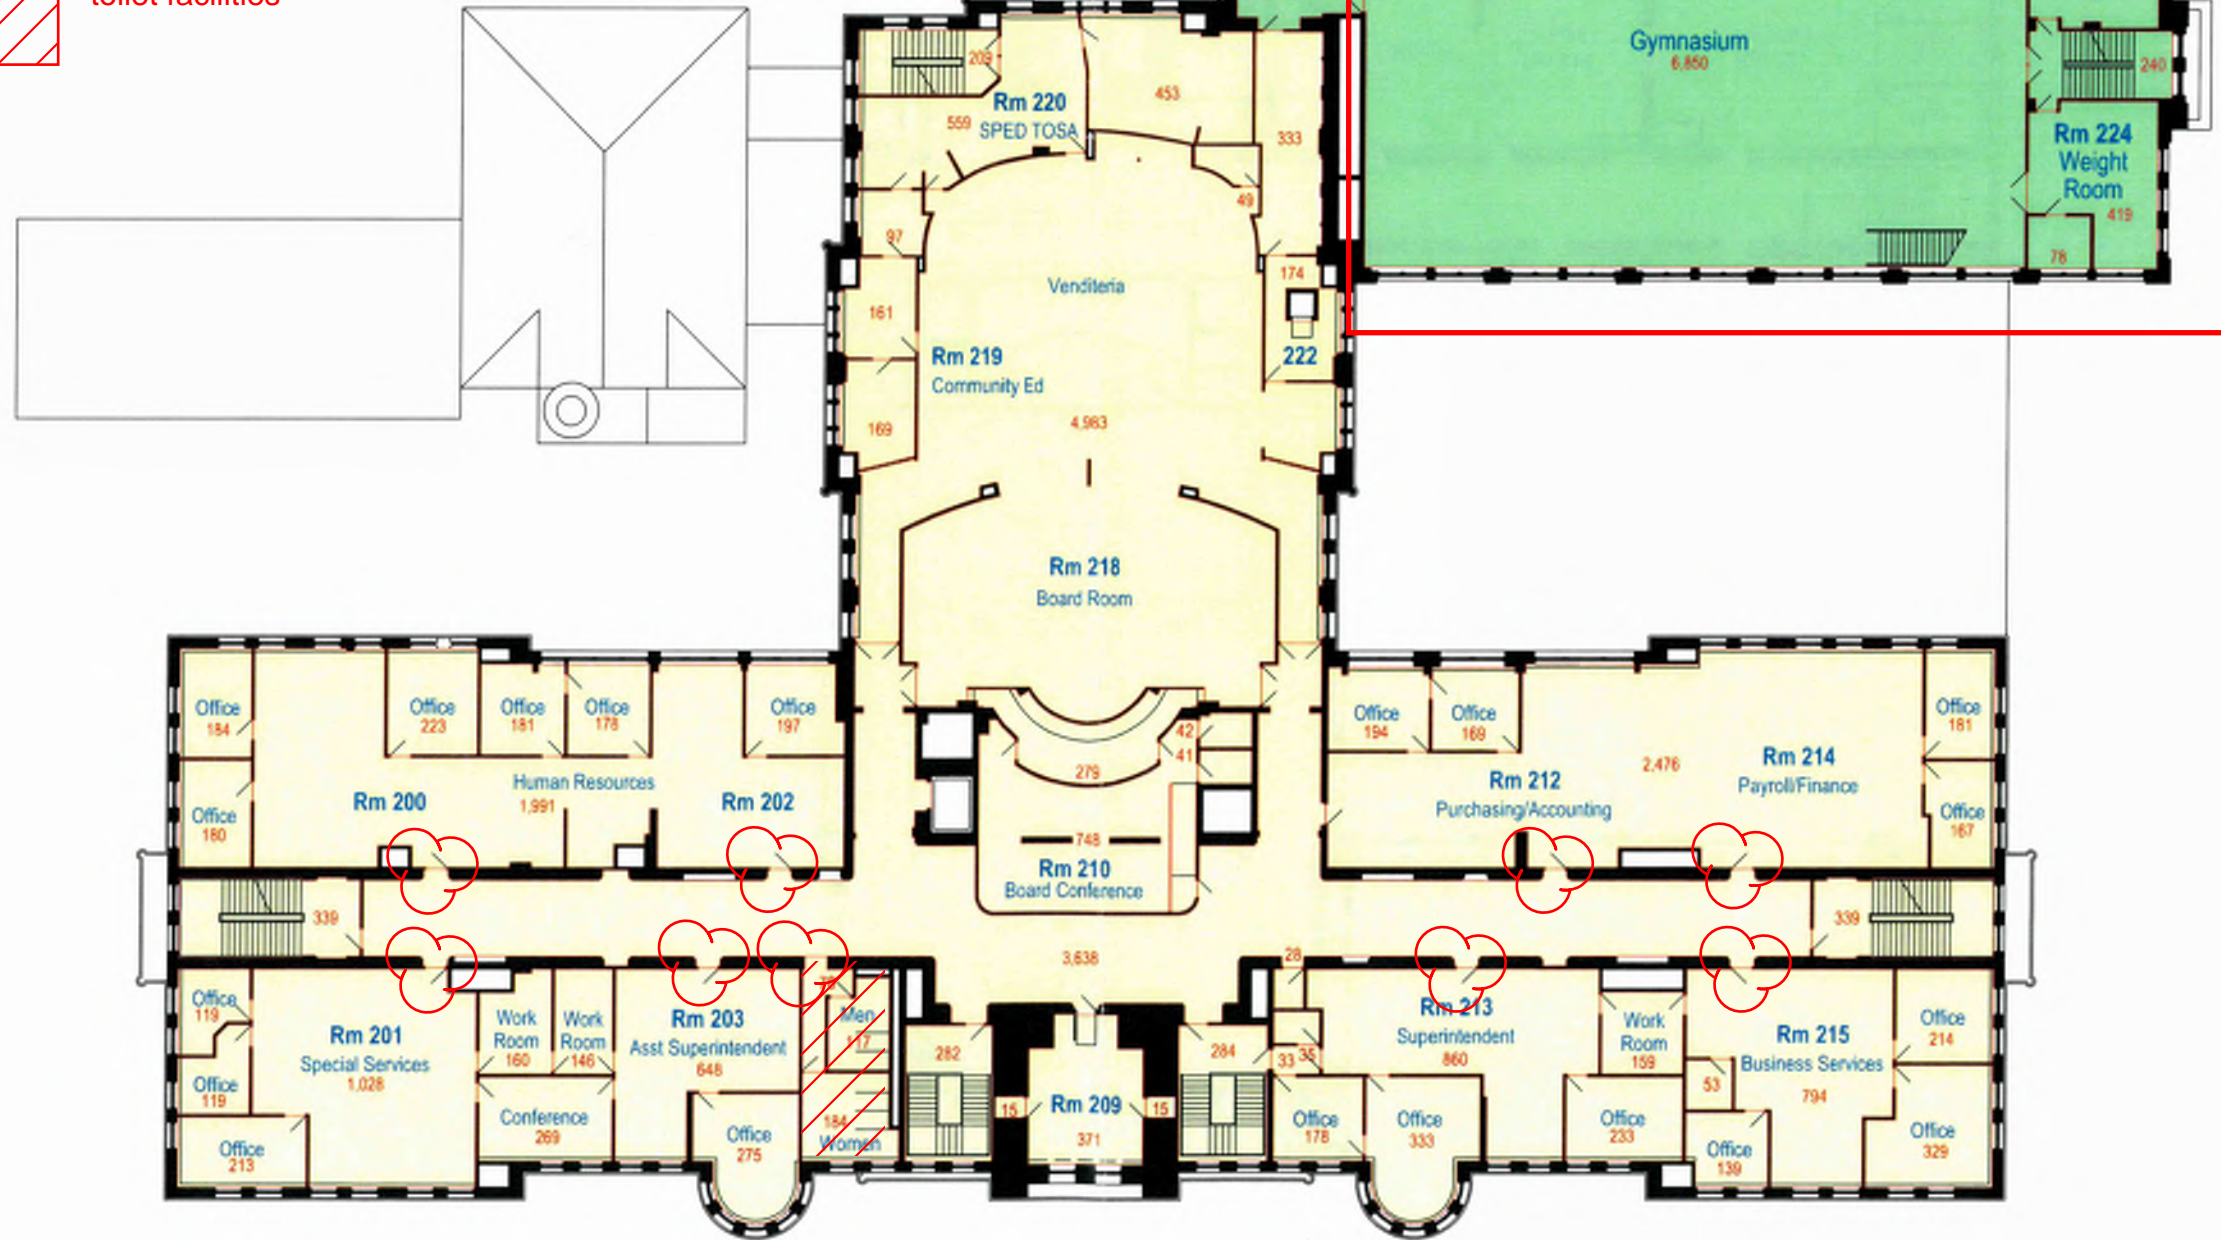 toilet facilities
Gymnasium
6,850
240
Rm 224
Weight
Room
419
78
209
Rm 220
SPED TOSA
559
453
333
49
97
174
161
Venditeria
222
Rm 219
Community Ed
4,983
169
Rm 218
Board Room
Office
184
Office
223
Office
181
Office
178
Office
197
Human Resources
1,991
Rm 200
Rm 202
Office
180
42
41
279
748
Rm 210
Board Conference
Office
194
Office
169
2,476
Rm 212
Purchasing/Accounting
Rm 214
Payroll/Finance
Office
181
Office
167
339
339
3,638
28
Office
119
Office
119
Office
213
Rm 201
Special Services
1,028
Work
Room
160
Work
Room
146
Conference
269
Rm 203
Asst Superintendent
648
Office
275
Men
117
184
Women
282
15
Rm 209
371
15
284
33
35
Rm 213
Superintendent
860
Office
178
Office
333
Work
Room
159
Office
233
53
Rm 215
Business Services
794
Office
139
Office
214
Office
329